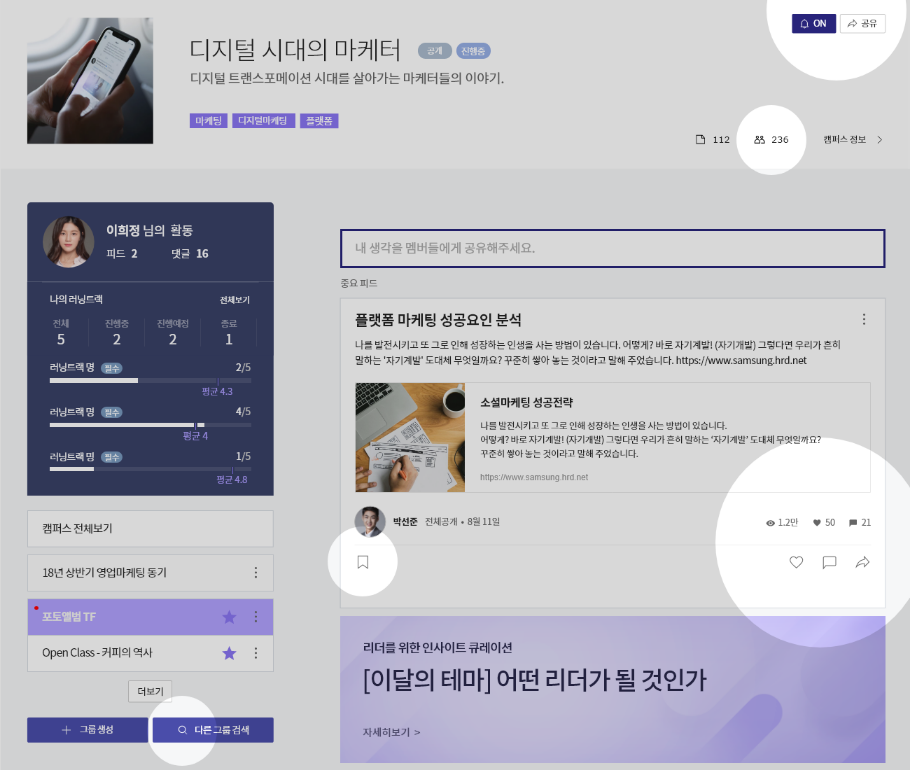 ON 공유
디지털 시대의 마케터 공개 진행중
디지털 트랜스포메이션 시대를 살아가는 마케터들의 이야기.
마케팅 디지털마케팅 플랫폼
112 236 캠퍼스 정보 >
이희정 님의 활동
피드 2 댓글 16
나의 러닝트랙 전체보기
전체 진행중 진행예정 종료
5 2 2 1
러닝트랙 명 필수 2/5
평균 4.3
러닝트랙 명 필수 4/5
평균 4
러닝트랙 명 필수 1/5
평균 4.8
캠퍼스 전체보기
18년 상반기 영업마케팅 동기
포토앨범 TF
Open Class - 커피의 역사
더보기
그룹생성 다른 그룹 검색
내 생각을 멤버들에게 공유해주세요.
중요 피드
플랫폼 마케팅 성공요인 분석
나를 발전시키고 또 그로 인해 성장하는 인생을 사는 방법이 있습니다. 어떻게? 바로 자기계발! (자기개발) 그렇다면 우리가 흔히
말하는 '자기계발' 도대체 무엇일까요? 꾸준히 쌓아 놓는 것이라고 말해 주었습니다. https://www.samsung.hrd.net
소셜마케팅 성공전략
나를 발전시키고 또 그로 인해 성장하는 인생을 사는 방법이 있습니다.
어떻게? 바로 자기계발! (자기계발) 그렇다면 우리가 흔히 말하는 '자기계발' 도대체 무엇일까요?
꾸준히 쌓아 놓는 것이라고 말해 주었습니다.
https://www.samsung.hrd.net
박선준 전체공개 • 8월 11일 1.2만 50 21
리더를 위한 인사이트 큐레이션
[이달의 테마] 어떤 리더가 될 것인가
자세히보기 >